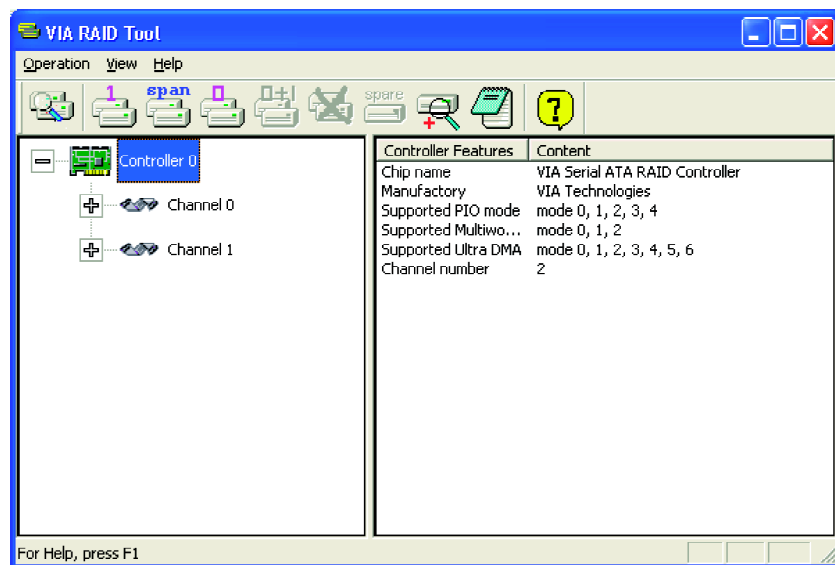 VIA RAID Tool
Operation View Help
1 span 0 0+1 spare ?
Controller 0
Channel 0
Channel 1
Controller Features Content
Chip name VIA Serial ATA RAID Controller
Manufactory VIA Technologies
Supported PIO mode mode 0, 1, 2, 3, 4
Supported Multiwo... mode 0, 1, 2
Supported Ultra DMA mode 0, 1, 2, 3, 4, 5, 6
Channel number 2
For Help, press F1